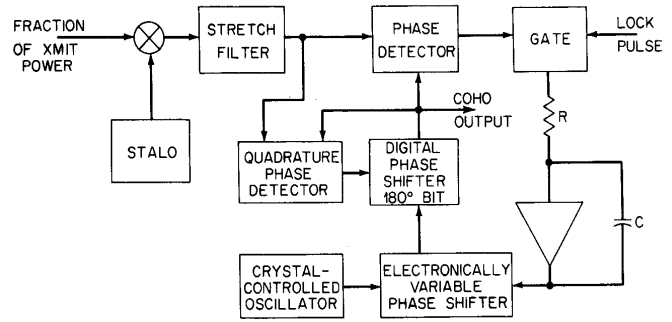 FRACTION
OF XMIT
POWER
STRETCH
FILTER
PHASE
DETECTOR
GATE
LOCK
PULSE
STALO
QUADRATURE
PHASE
DETECTOR
DIGITAL
PHASE
SHIFTER
180° BIT
COHO
OUTPUT
R
C
CRYSTAL-
CONTROLLED
OSCILLATOR
ELECTRONICALLY
VARIABLE
PHASE SHIFTER